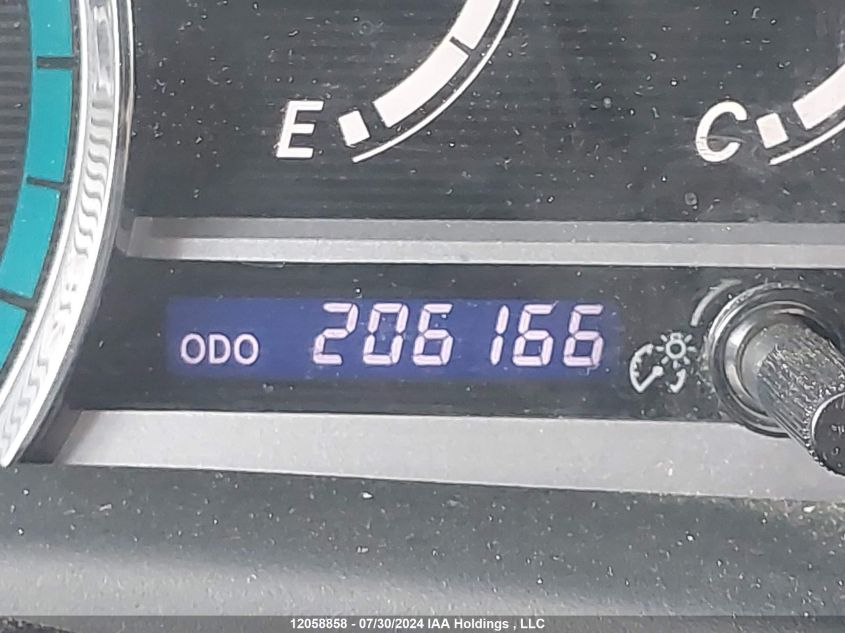 E
C
ODO 206166
12058858 - 07/30/2024 IAA Holdings , LLC